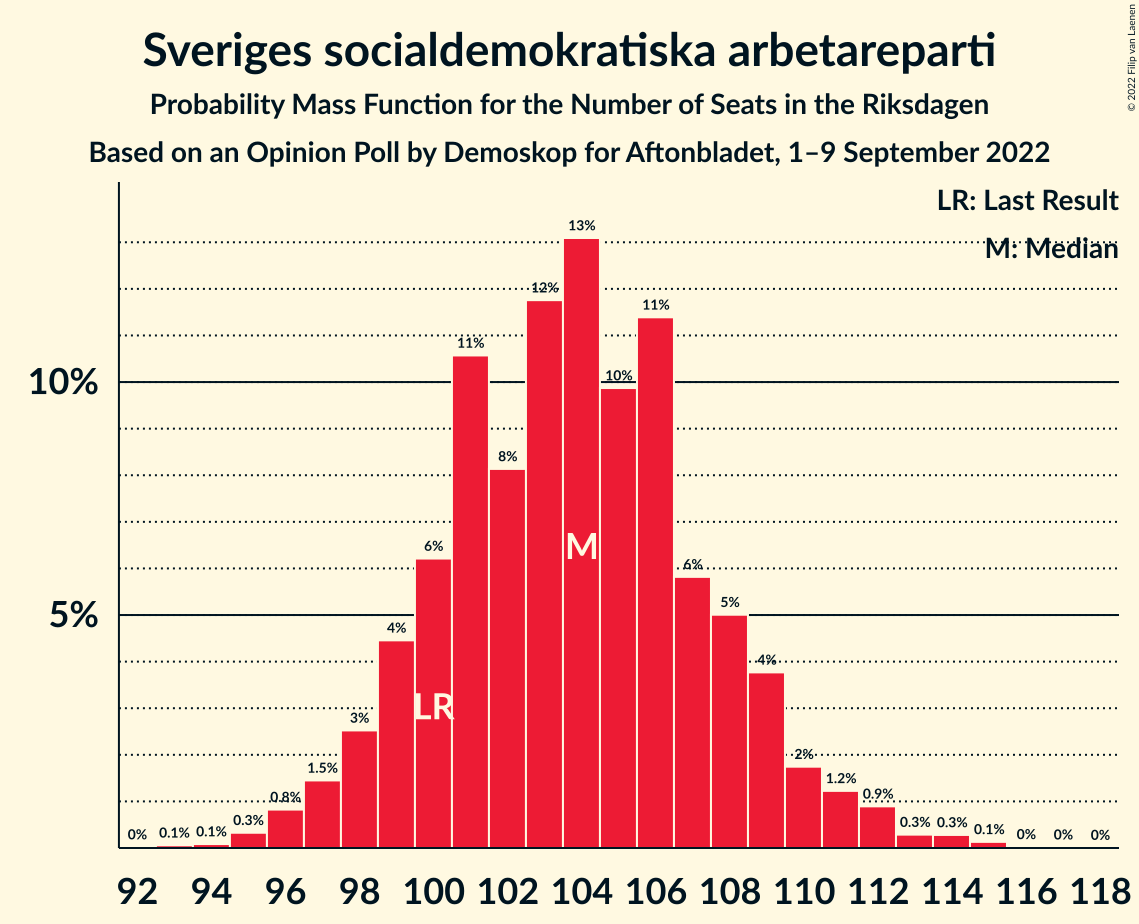 Sveriges socialdemokratiska arbetareparti
Probability Mass Function for the Number of Seats in the Riksdagen
Based on an Opinion Poll by Demoskop for Aftonbladet, 1–9 September 2022
© 2022 Filip van Laenen
LR: Last Result
M: Median
10%
5%
0% 0.1% 0.1% 0.3% 0.8% 1.5% 3% 4% 6% 11% 8% 12% 13% 10% 11% 6% 5% 4% 2% 1.2% 0.9% 0.3% 0.3% 0.1% 0% 0% 0%
M
LR
92 94 96 98 100 102 104 106 108 110 112 114 116 118